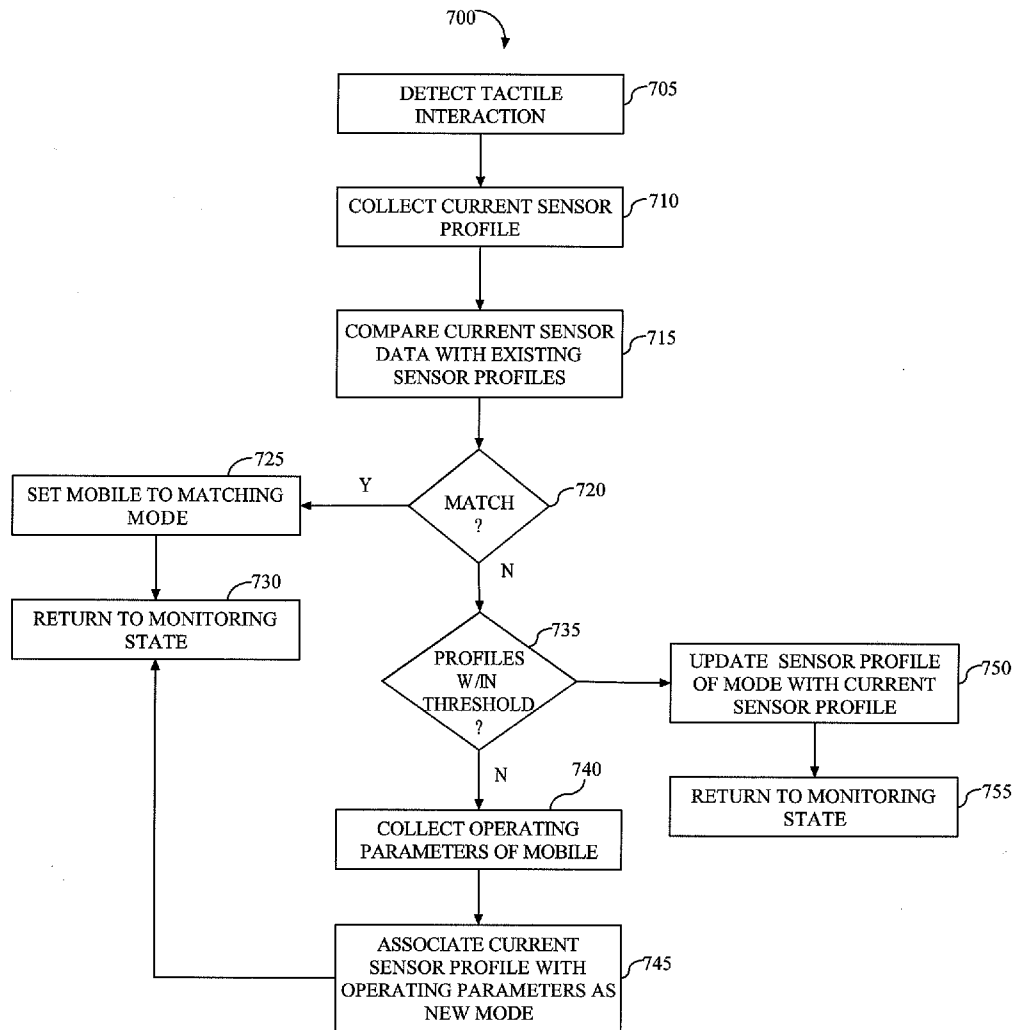 700
DETECT TACTILE
INTERACTION
705
COLLECT CURRENT SENSOR
PROFILE
710
COMPARE CURRENT SENSOR
DATA WITH EXISTING
SENSOR PROFILES
715
MATCH
?
720
Y
N
SET MOBILE TO MATCHING
MODE
725
RETURN TO MONITORING
STATE
730
PROFILES
W/IN
THRESHOLD
?
735
N
UPDATE SENSOR PROFILE
OF MODE WITH CURRENT
SENSOR PROFILE
750
RETURN TO MONITORING
STATE
755
COLLECT OPERATING
PARAMETERS OF MOBILE
740
ASSOCIATE CURRENT
SENSOR PROFILE WITH
OPERATING PARAMETERS AS
NEW MODE
745